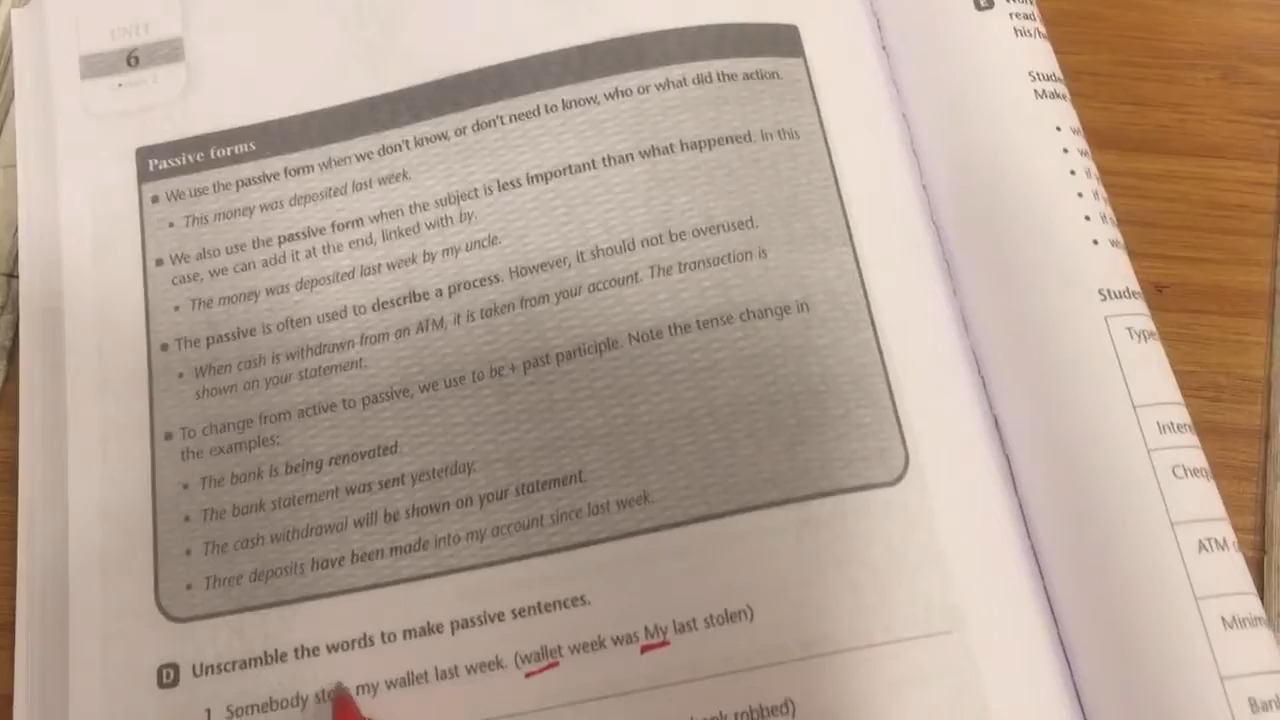 UNIT
6
Passive forms
We use the passive form when we don't know, or don't need to know, who or what did the action.
This money was deposited last week.
We also use the passive form when the subject is less important than what happened. In this
case, we can add it at the end, linked with by.
The money was deposited last week by my uncle.
The passive is often used to describe a process. However, it should not be overused.
When cash is withdrawn from an ATM, it is taken from your account. The transaction is
shown on your statement.
To change from active to passive, we use to be + past participle. Note the tense change in
the examples:
The bank is being renovated.
The bank statement was sent yesterday.
The cash withdrawal will be shown on your statement.
Three deposits have been made into my account since last week.
D Unscramble the words to make passive sentences.
1 Somebody my wallet last week. (wallet week was My last stolen)
robbed)
E
read
Make
Type
ATM